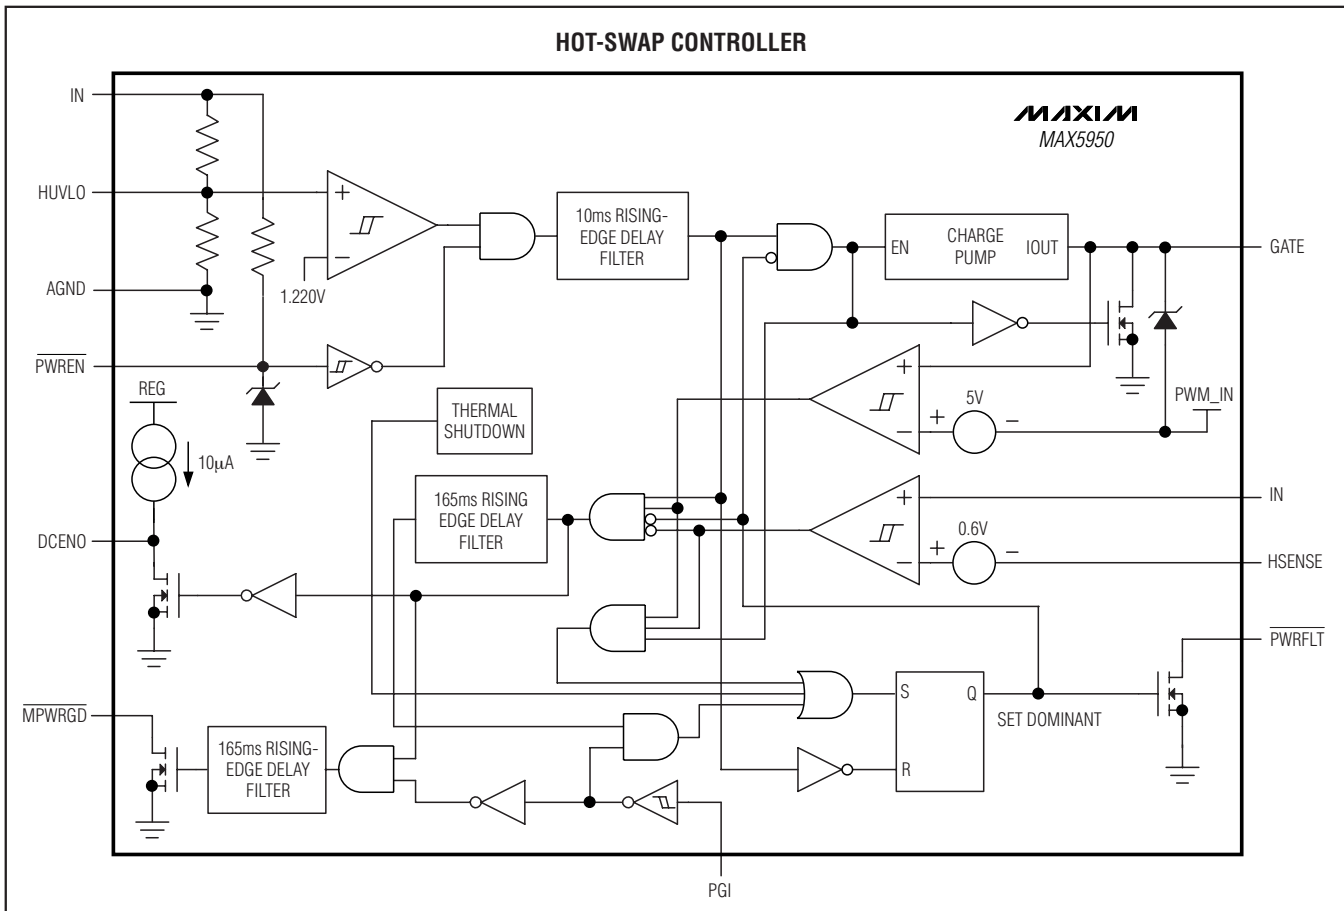 HOT-SWAP CONTROLLER
MAXIM
MAX5950
IN
HUVLO
AGND
PWREN
+
−
1.220V
10ms RISING-
EDGE DELAY
FILTER
EN
CHARGE
PUMP
IOUT
GATE
REG
10µA
THERMAL
SHUTDOWN
+
−
+
5V
−
PWM_IN
165ms RISING
EDGE DELAY
FILTER
+
−
+
0.6V
−
IN
HSENSE
DCENO
PWRFLT
S
Q
R
SET DOMINANT
MPWRGD
165ms RISING-
EDGE DELAY
FILTER
PGI